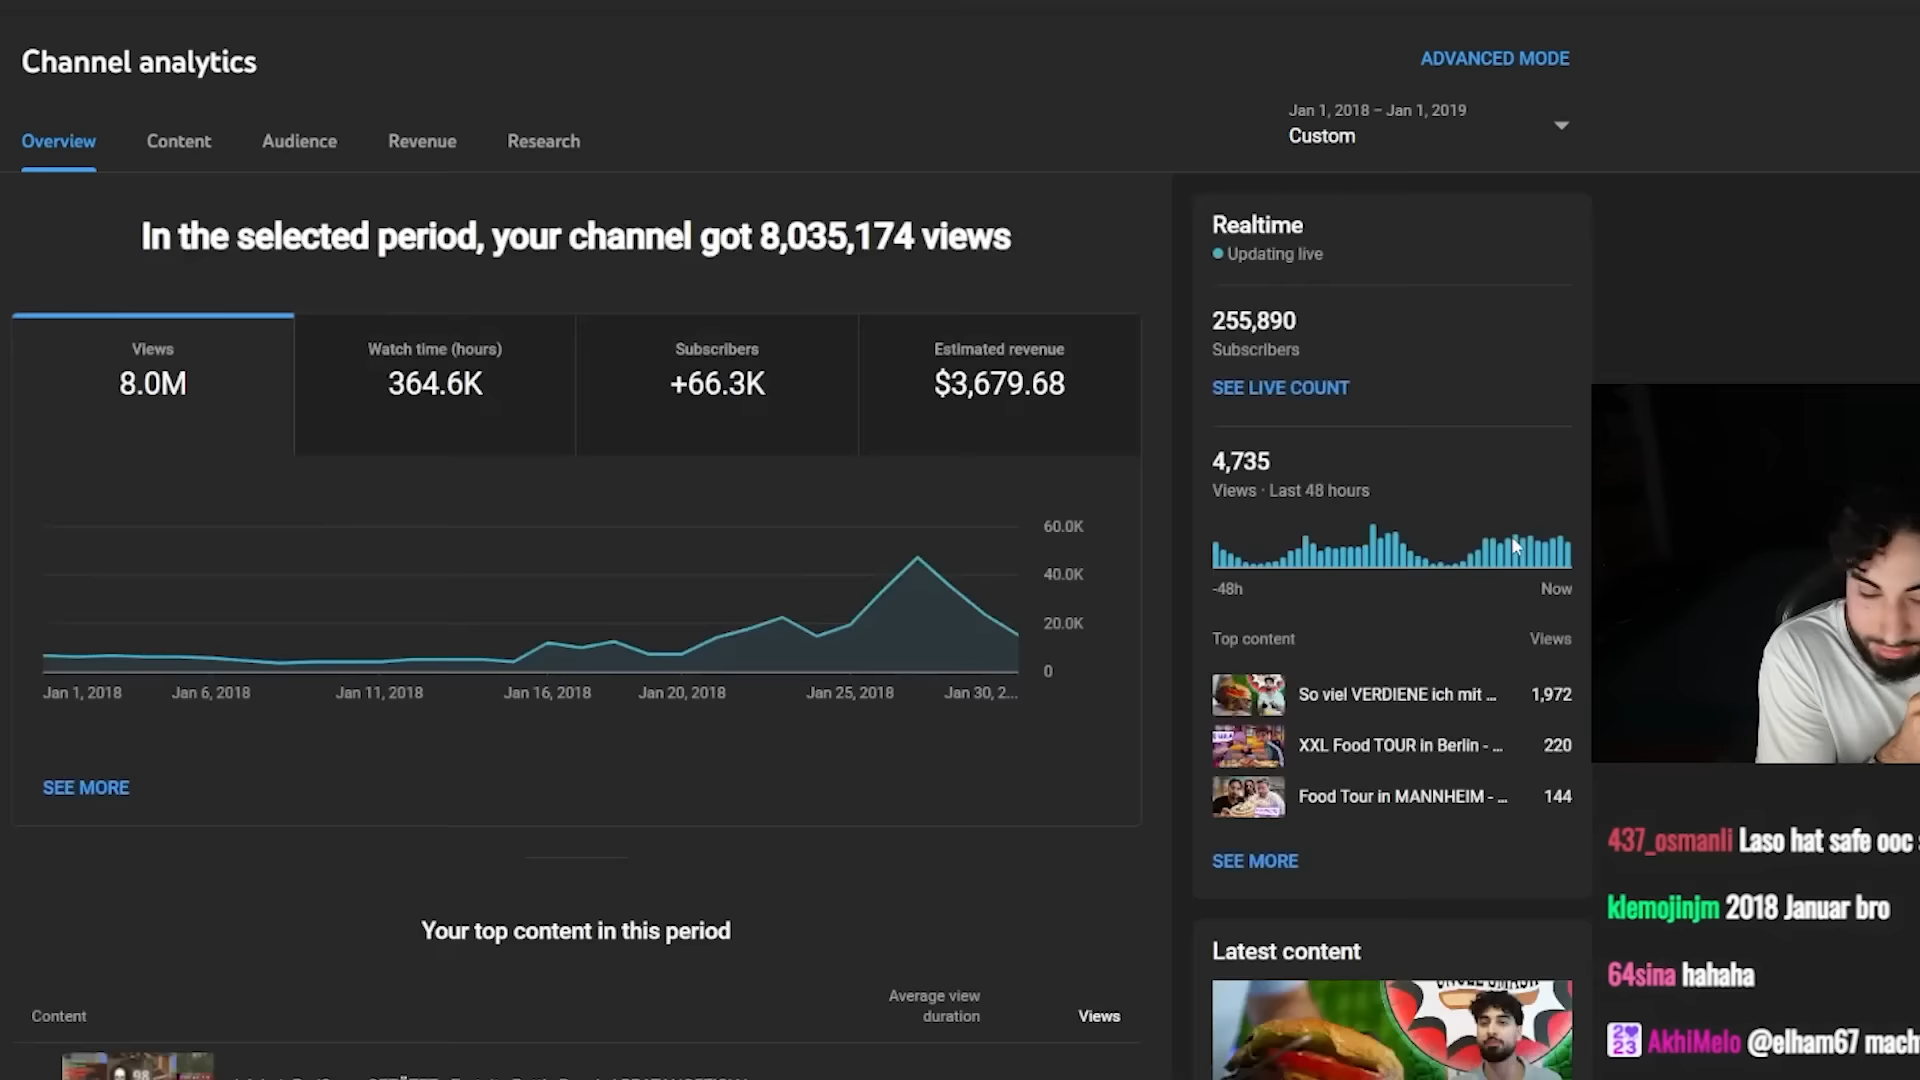 Channel analytics
ADVANCED MODE
Jan 1, 2018 – Jan 1, 2019
Custom
Overview
Content
Audience
Revenue
Research
In the selected period, your channel got 8,035,174 views
Views
8.0M
Watch time (hours)
364.6K
Subscribers
+66.3K
Estimated revenue
$3,679.68
60.0K
40.0K
20.0K
0
Jan 1, 2018
Jan 6, 2018
Jan 11, 2018
Jan 16, 2018
Jan 20, 2018
Jan 25, 2018
Jan 30, 2...
SEE MORE
Your top content in this period
Content
Average view
duration
Views
Realtime
Updating live
255,890
Subscribers
SEE LIVE COUNT
4,735
Views · Last 48 hours
-48h
Now
Top content
Views
So viel VERDIENE ich mit ...
1,972
XXL Food TOUR in Berlin - ...
220
Food Tour in MANNHEIM - ...
144
SEE MORE
Latest content
437_osmanli Laso hat safe ooc
klemojinjm 2018 Januar bro
64sina hahaha
2023 AkhiMelo @elham67 mach